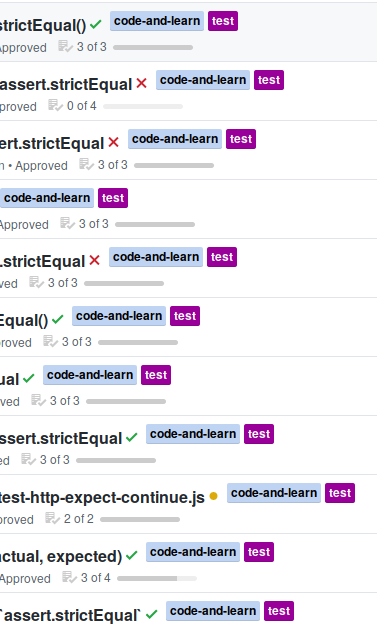 strictEqual() code-and-learn test
Approved 3 of 3
assert.strictEqual code-and-learn test
proved 0 of 4
ert.strictEqual code-and-learn test
n • Approved 3 of 3
code-and-learn test
Approved 3 of 3
.strictEqual code-and-learn test
ved 3 of 3
Equal() code-and-learn test
proved 3 of 3
ual code-and-learn test
ved 3 of 3
ssert.strictEqual code-and-learn test
ed 3 of 3
test-http-expect-continue.js code-and-learn test
proved 2 of 2
actual, expected) code-and-learn test
Approved 3 of 4
`assert.strictEqual` code-and-learn test